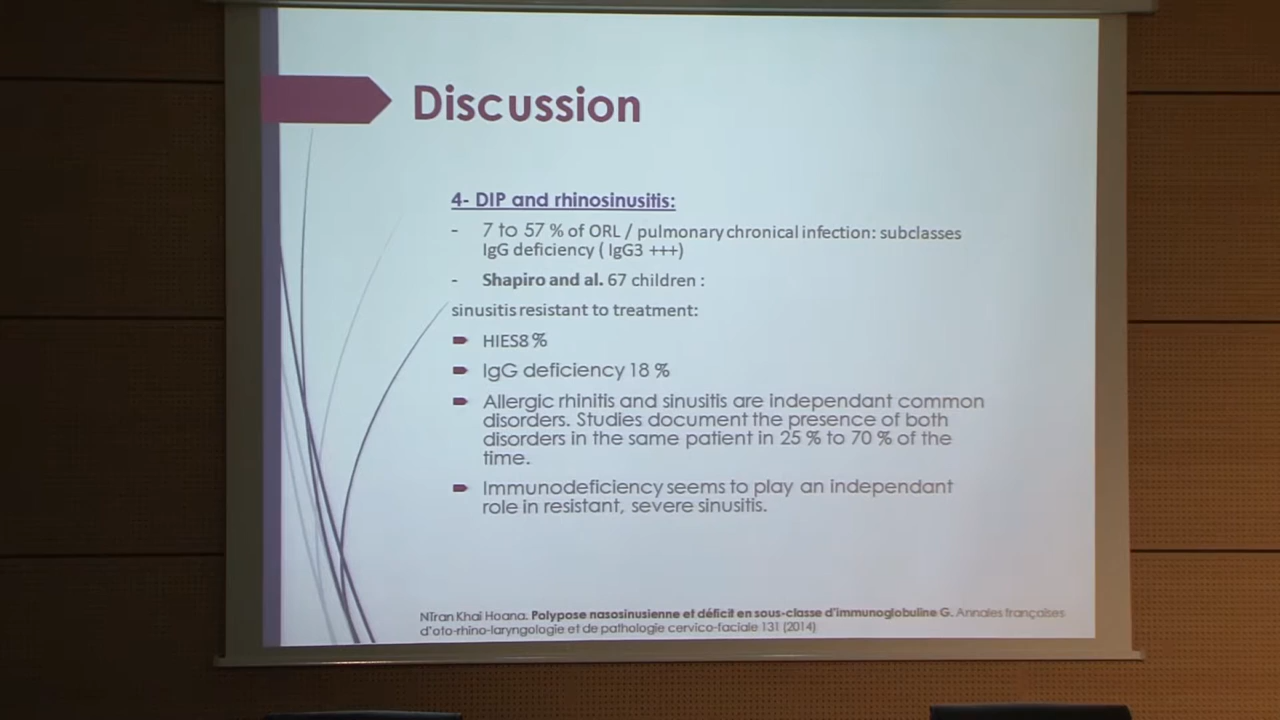 Discussion
4- DIP and rhinosinusitis:
- 7 to 57 % of ORL / pulmonary chronical infection: subclasses
IgG deficiency ( IgG3 +++)
- Shapiro and al. 67 children :
sinusitis resistant to treatment:
HIES8 %
IgG deficiency 18 %
Allergic rhinitis and sinusitis are independant common
disorders. Studies document the presence of both
disorders in the same patient in 25 % to 70 % of the
time.
Immunodeficiency seems to play an independant
role in resistant, severe sinusitis.
NTran Khai Hoana. Polypose nasosinusienne et déficit en sous-classe d'immunoglobuline G. Annales françaises
d'oto-rhino-laryngologie et de pathologie cervico-faciale 131 (2014)